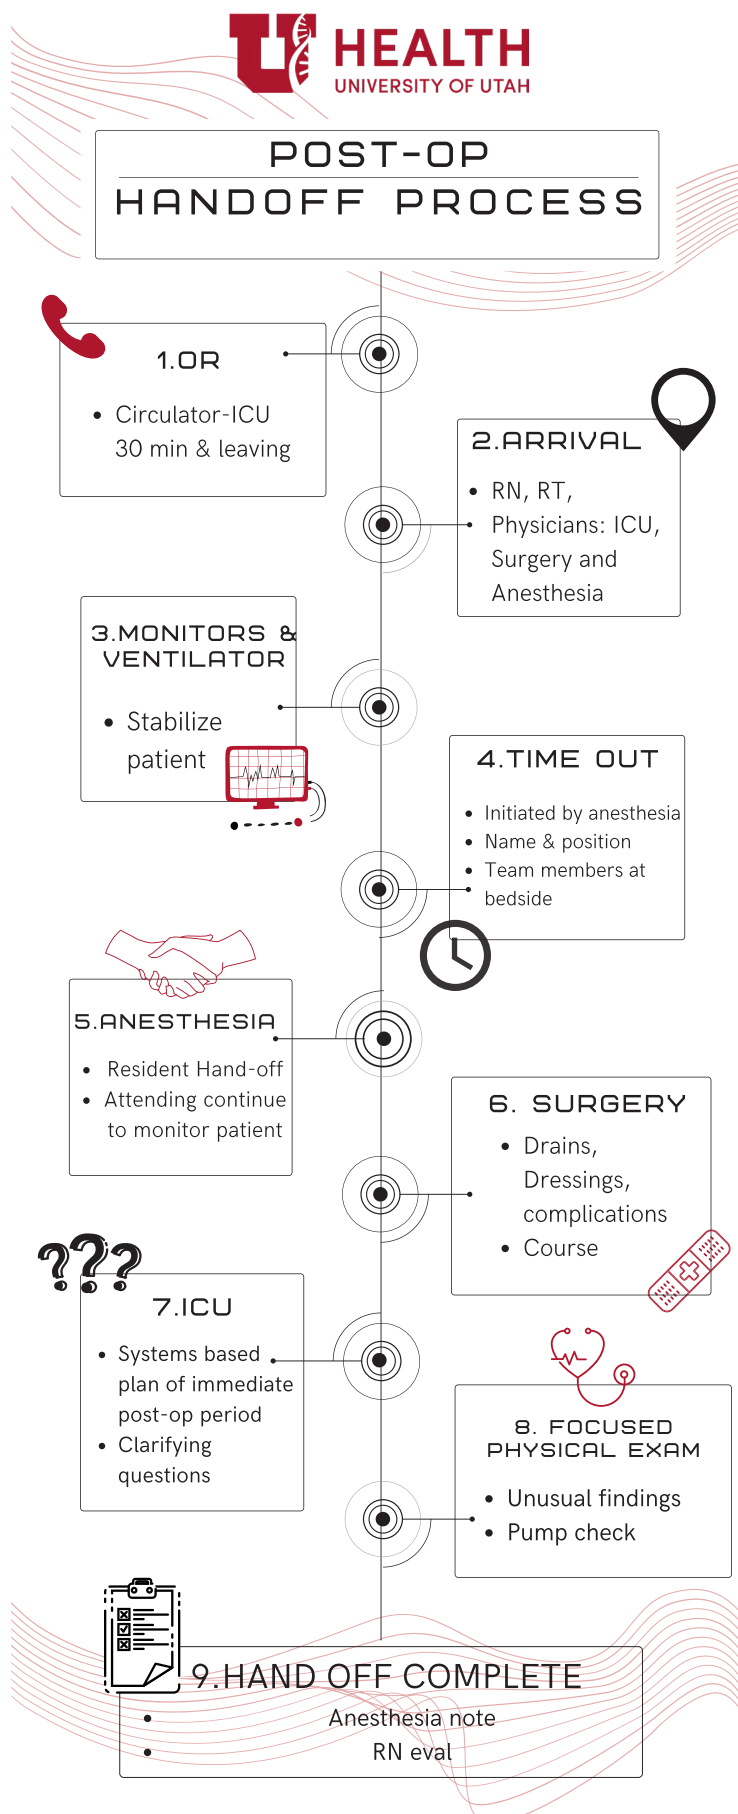 HEALTH
UNIVERSITY OF UTAH
POST-OP
HANDOFF PROCESS
1.OR
• Circulator-ICU
30 min & leaving
2.ARRIVAL
• RN, RT,
Physicians: ICU,
Surgery and
Anesthesia
3.MONITORS &
VENTILATOR
• Stabilize
patient
4.TIME OUT
• Initiated by anesthesia
• Name & position
• Team members at
bedside
5.ANESTHESIA
• Resident Hand-off
• Attending continue
to monitor patient
6. SURGERY
• Drains,
Dressings,
complications
• Course
???
7.ICU
• Systems based
plan of immediate
post-op period
• Clarifying
questions
8. FOCUSED
PHYSICAL EXAM
• Unusual findings
• Pump check
9.HAND OFF COMPLETE
• Anesthesia note
• RN eval